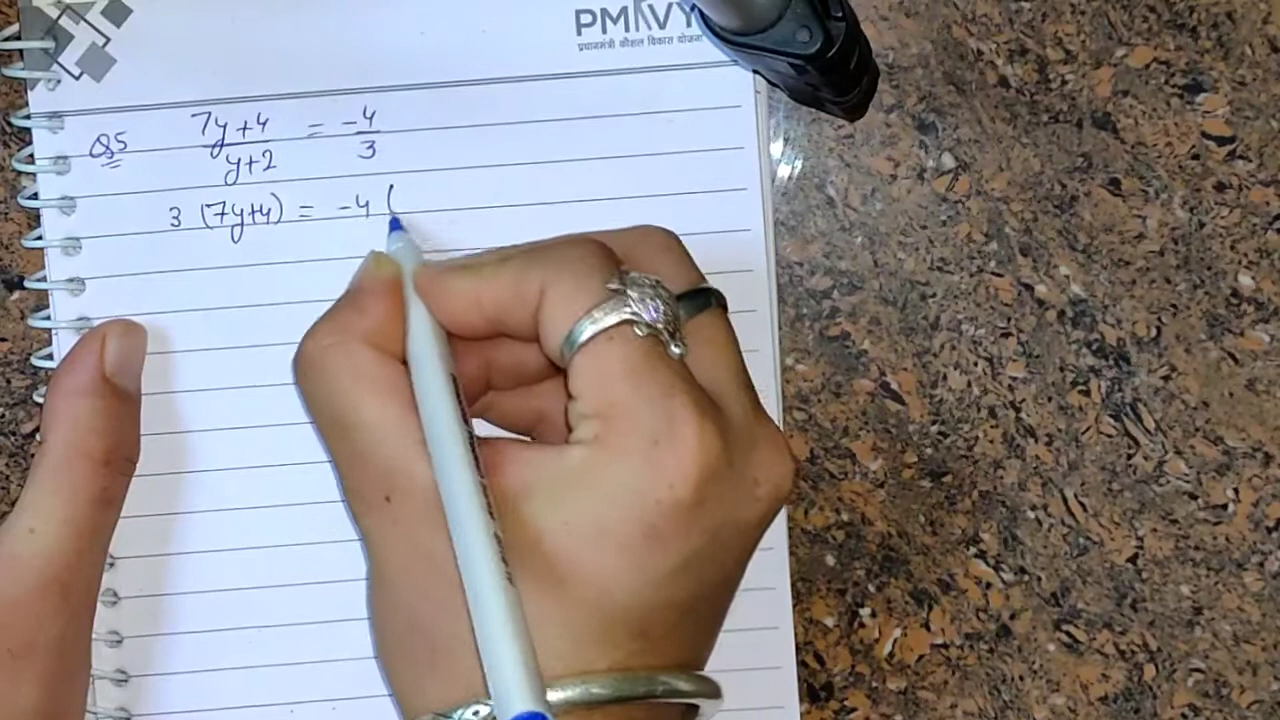 PMKVY
प्रधानमंत्री कौशल विकास योजना
Q5 7y+4/y+2 = -4/3
3 (7y+4) = -4 (